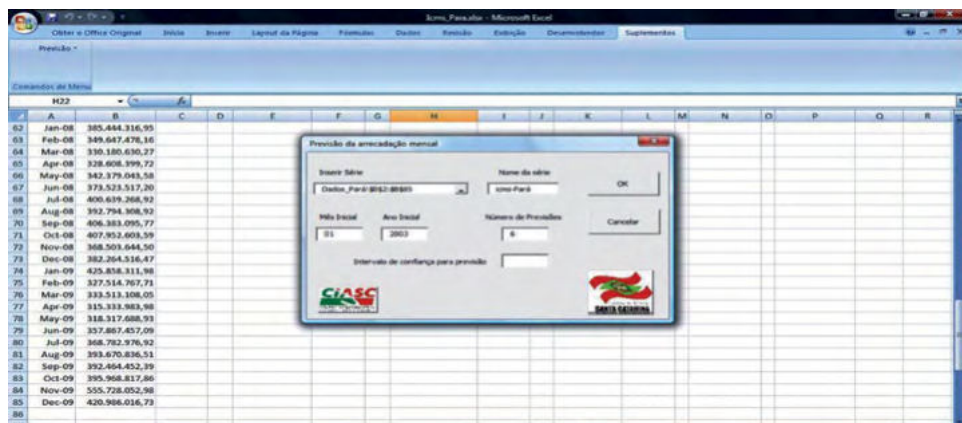 Icms_Para.xlsx - Microsoft Excel
Obter o Office Original Início Inserir Layout da Página Fórmulas Dados Revisão Exibição Desenvolvedor Suplementos
Previsão
Comandos de Menu
H22 fx
A B C D E F G H I J K L M N O P Q R
62 Jan-08 385.444.316,95
63 Feb-08 349.647.478,16
64 Mar-08 330.180.630,27
65 Apr-08 328.608.399,72
66 May-08 342.379.043,58
67 Jun-08 373.523.517,20
68 Jul-08 400.639.268,92
69 Aug-08 392.794.308,92
70 Sep-08 406.383.095,77
71 Oct-08 407.952.603,59
72 Nov-08 368.503.644,50
73 Dec-08 382.264.516,47
74 Jan-09 425.858.311,98
75 Feb-09 327.514.767,71
76 Mar-09 333.513.108,05
77 Apr-09 315.333.983,98
78 May-09 318.317.688,93
79 Jun-09 357.867.457,09
80 Jul-09 368.782.976,92
81 Aug-09 393.670.836,51
82 Sep-09 392.464.452,39
83 Oct-09 395.968.817,86
84 Nov-09 555.728.052,98
85 Dec-09 420.986.016,73
86
Previsão da arrecadação mensal
Inserir Série Nome da série
Dados_Pará!$B$2:$B$85 icms-Pará OK
Mês Inicial Ano Inicial Número de Previsões
01 2003 6 Cancelar
Intervalo de confiança para previsão
CIASC
SANTA CATARINA